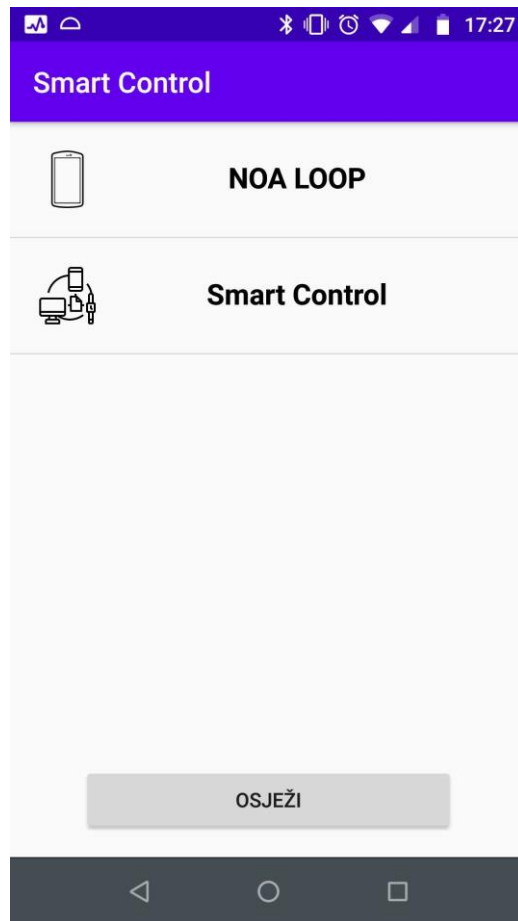 17:27
Smart Control
NOA LOOP
Smart Control
OSJEŽI